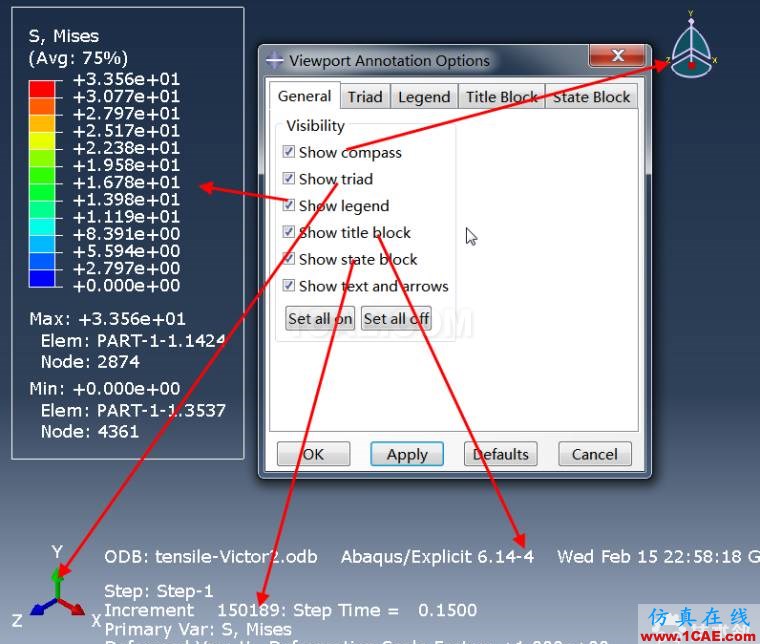 S, Mises
(Avg: 75%)
+3.356e+01
+3.077e+01
+2.797e+01
+2.517e+01
+2.238e+01
+1.958e+01
+1.678e+01
+1.398e+01
+1.119e+01
+8.391e+00
+5.594e+00
+2.797e+00
+0.000e+00
Max: +3.356e+01
Elem: PART-1-1.1424
Node: 2874
Min: +0.000e+00
Elem: PART-1-1.3537
Node: 4361
Viewport Annotation Options
General Triad Legend Title Block State Block
Visibility
Show compass
Show triad
Show legend
Show title block
Show state block
Show text and arrows
Set all on Set all off
OK Apply Defaults Cancel
Y
Z
X
Y
Z
X
ODB: tensile-Victor2.odb Abaqus/Explicit 6.14-4 Wed Feb 15 22:58:18 G
Step: Step-1
Increment 150189: Step Time = 0.1500
Primary Var: S, Mises
仿真在线
www.1CAE.com